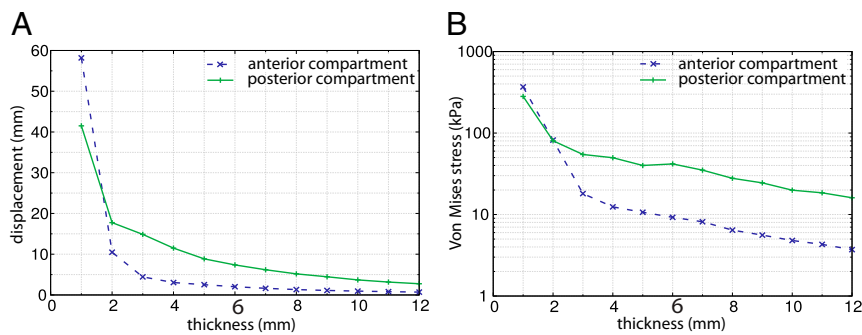 A
60
50
40
30
20
10
0
displacement (mm)
anterior compartment
posterior compartment
0 2 4 6 8 10 12
thickness (mm)
B
1000
100
10
1
Von Mises stress (kPa)
anterior compartment
posterior compartment
0 2 4 6 8 10 12
thickness (mm)